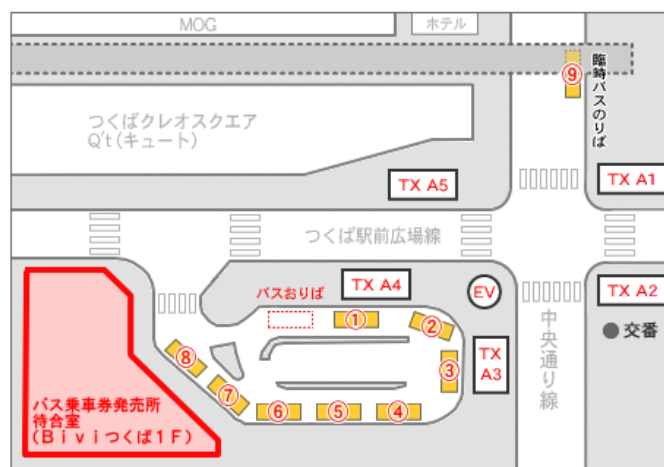 MOG
ホテル
⑨
臨時バスのりば
つくばクレオスクエア
Q't(キュート)
TX A5
TX A1
つくば駅前広場線
TX A4
EV
TX A2
バスおりば
①
②
中央通り線
交番
⑧
③
TX
A3
⑦
バス乗車券発売所
待合室
(Biviつくば1F)
⑥
⑤
④